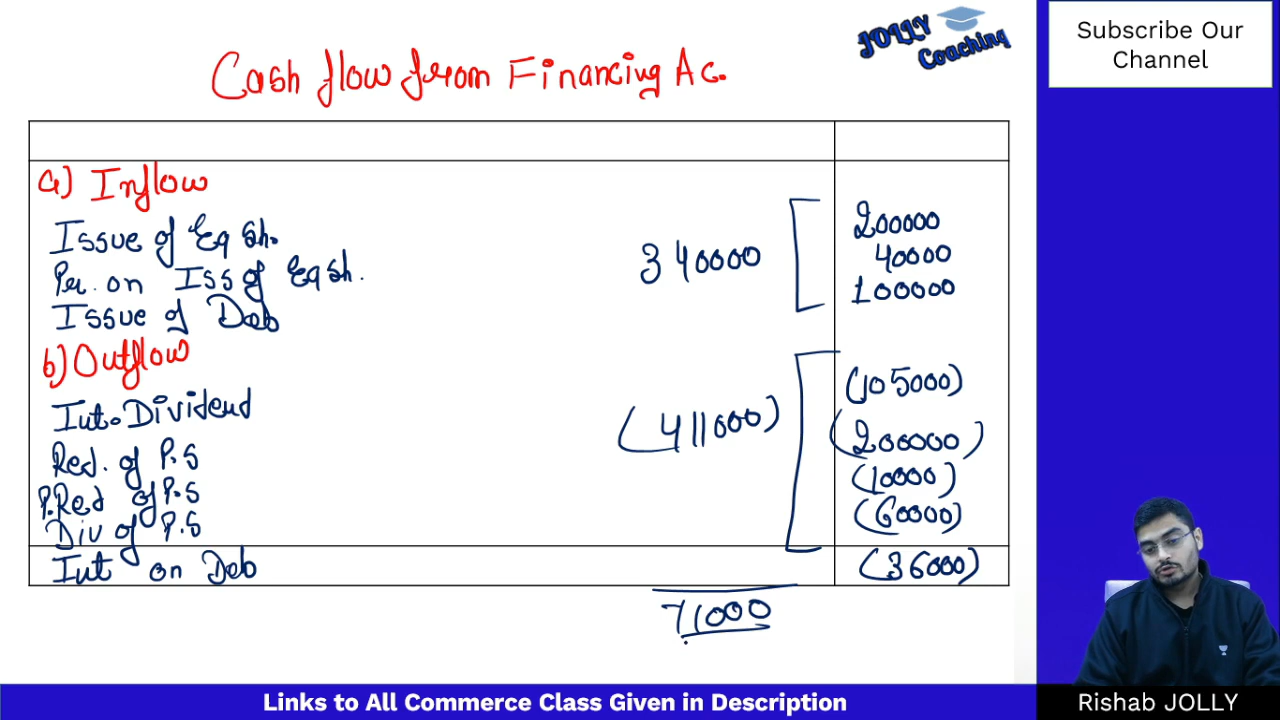 JOLLY
Coaching
Subscribe Our
Channel
Cash flow from Financing Ac.
a) Inflow
Issue of Eq Sh. 200000
Per. on Iss of Eq Sh. 340000 40000
Issue of Deb 100000
b) Outflow
Int. Dividend (105000)
(411000)
Red. of P.S (200000)
P.Red of P.S (10000)
Div of P.S (60000)
Int on Deb (36000)
71000
Links to All Commerce Class Given in Description
Rishab JOLLY